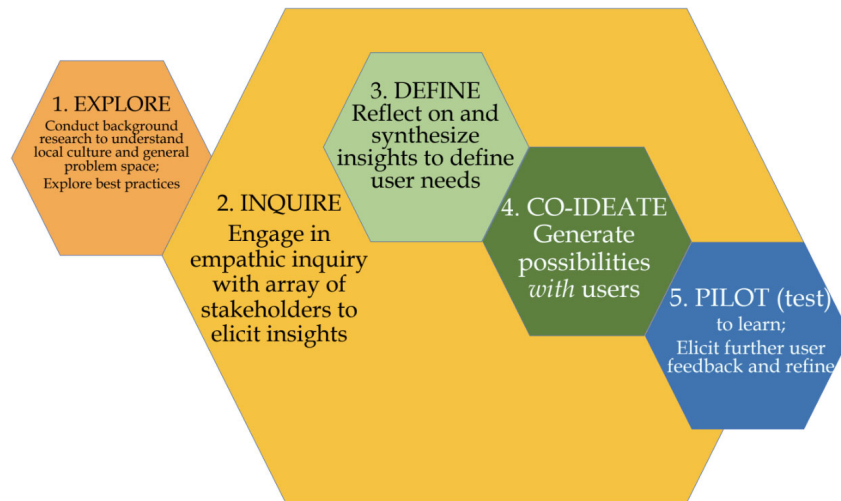 1. EXPLORE
Conduct background
research to understand
local culture and general
problem space;
Explore best practices
2. INQUIRE
Engage in
empathic inquiry
with array of
stakeholders to
elicit insights
3. DEFINE
Reflect on and
synthesize
insights to define
user needs
4. CO-IDEATE
Generate
possibilities
with users
5. PILOT (test)
to learn;
Elicit further user
feedback and refine